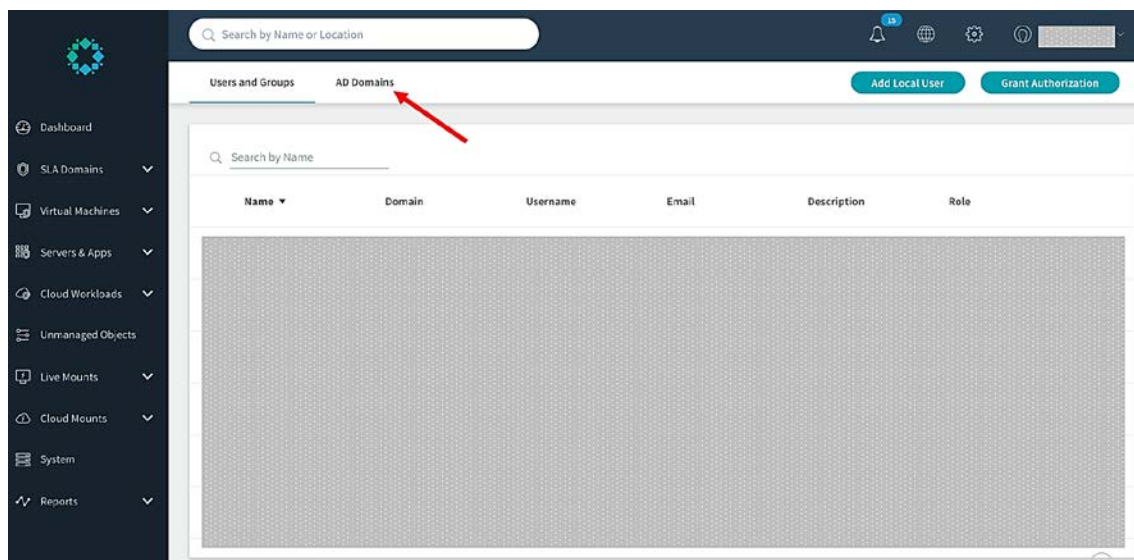 Search by Name or Location
15
Users and Groups AD Domains Add Local User Grant Authorization
Dashboard
SLA Domains
Virtual Machines
Servers & Apps
Cloud Workloads
Unmanaged Objects
Live Mounts
Cloud Mounts
System
Reports
Search by Name
Name Domain Username Email Description Role